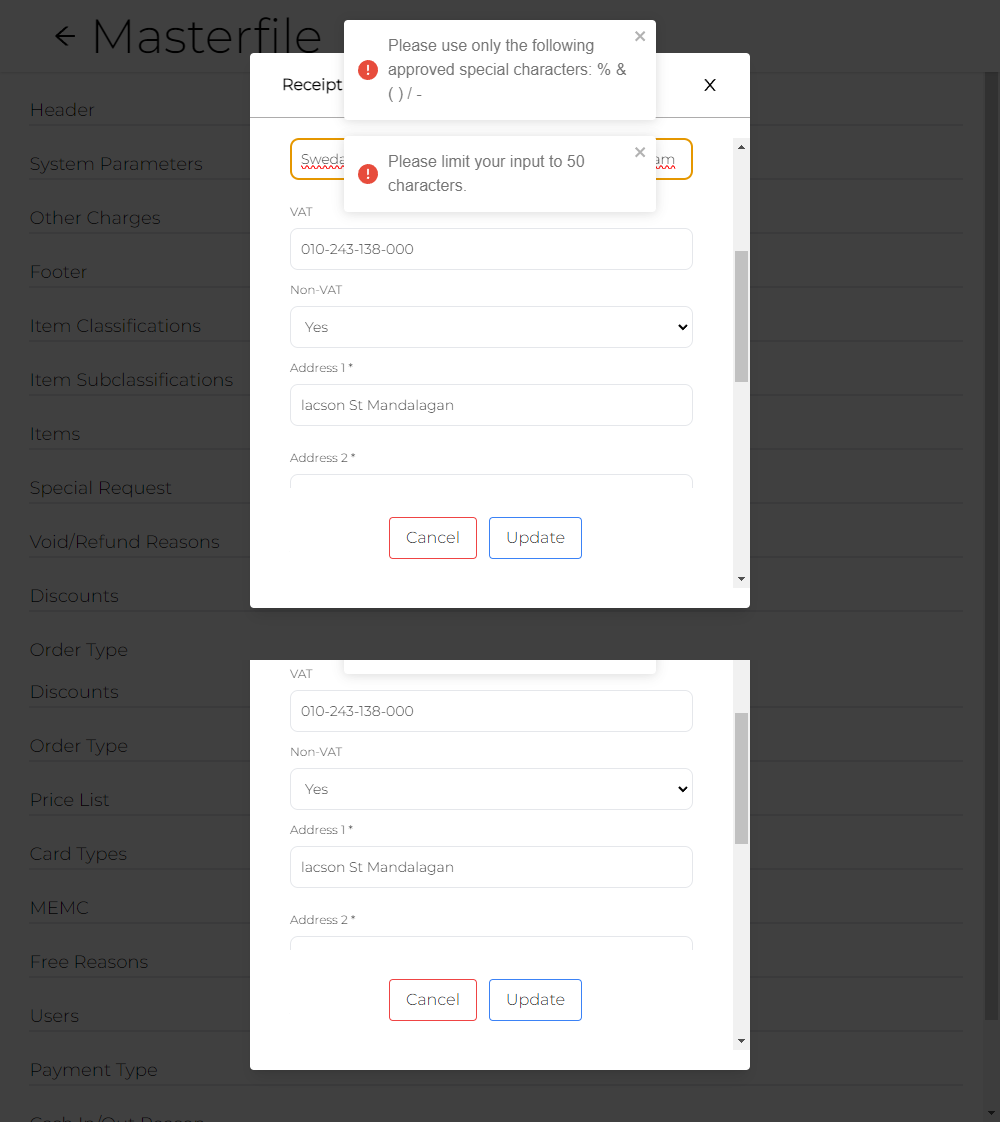 Masterfile
Please use only the following
approved special characters: % &
( ) / -
Receipt
X
Header
System Parameters
Please limit your input to 50
characters.
VAT
Other Charges
010-243-138-000
Footer
Non-VAT
Item Classifications
Yes
Address 1 *
Item Subclassifications
lacson St Mandalagan
Items
Address 2 *
Special Request
Void/Refund Reasons
Cancel
Update
Discounts
Order Type
VAT
Discounts
010-243-138-000
Order Type
Non-VAT
Price List
Yes
Address 1 *
Card Types
lacson St Mandalagan
MEMC
Address 2 *
Free Reasons
Cancel
Update
Users
Payment Type